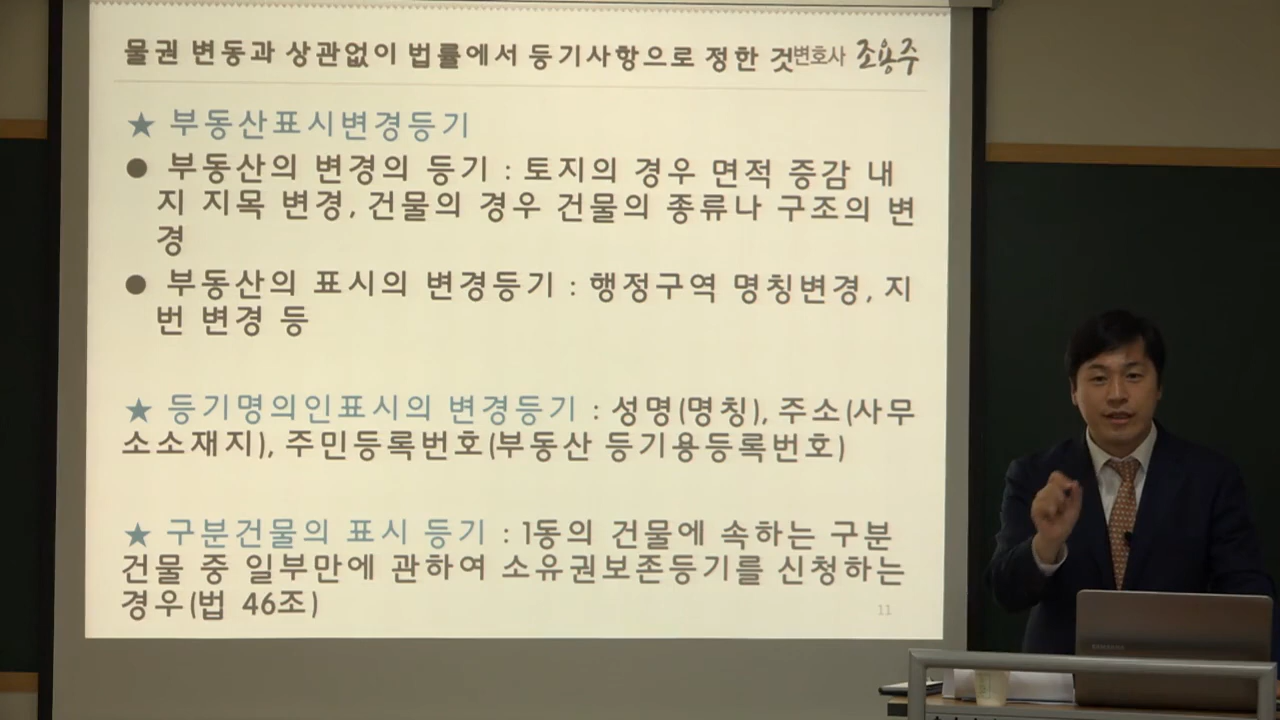 물권 변동과 상관없이 법률에서 등기사항으로 정한 것변호사 조용주
★ 부동산표시변경등기
● 부동산의 변경의 등기 : 토지의 경우 면적 증감 내
지 지목 변경, 건물의 경우 건물의 종류나 구조의 변
경
● 부동산의 표시의 변경등기 : 행정구역 명칭변경, 지
번 변경 등
★ 등기명의인표시의 변경등기 : 성명(명칭), 주소(사무
소소재지), 주민등록번호(부동산 등기용등록번호)
★ 구분건물의 표시 등기 : 1동의 건물에 속하는 구분
건물 중 일부만에 관하여 소유권보존등기를 신청하는
경우(법 46조)
11
SAMSUNG